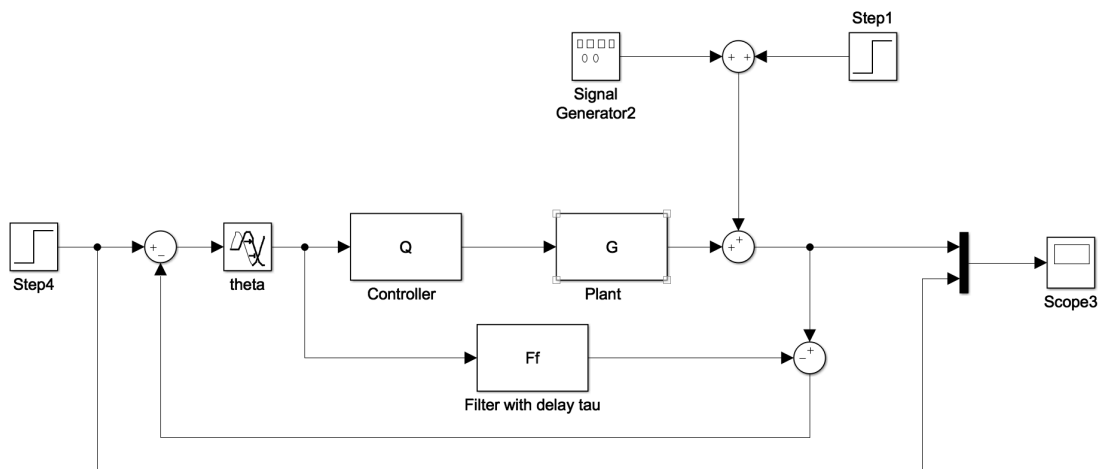 Step1
Signal
Generator2
Step4
theta
Q
Controller
G
Plant
Scope3
Ff
Filter with delay tau